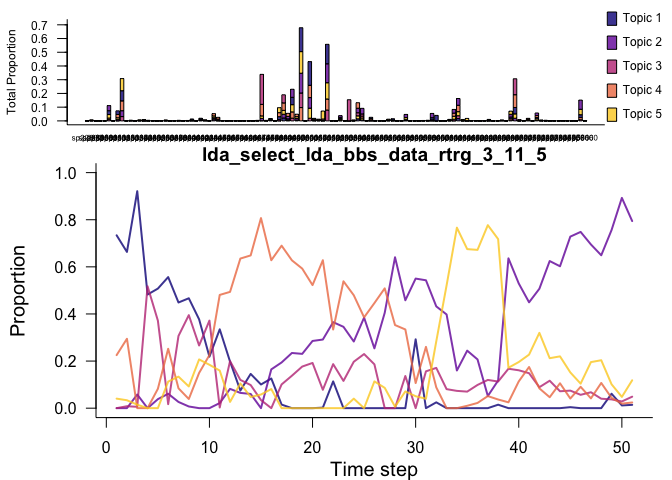 Total Proportion
0.7
0.6
0.5
0.4
0.3
0.2
0.1
0.0
Topic 1
Topic 2
Topic 3
Topic 4
Topic 5
lda_select_lda_bbs_data_rtrg_3_11_5
Proportion
1.0
0.8
0.6
0.4
0.2
0.0
0 10 20 30 40 50
Time step